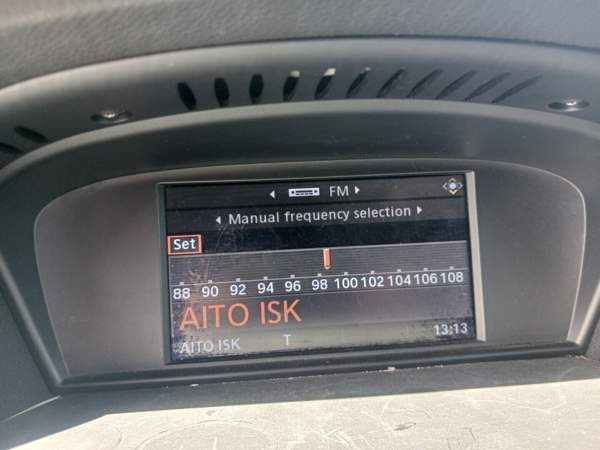 FM
Manual frequency selection
Set
88 90 92 94 96 98 100 102 104 106 108
AITO ISK
13:13
AITO ISK T